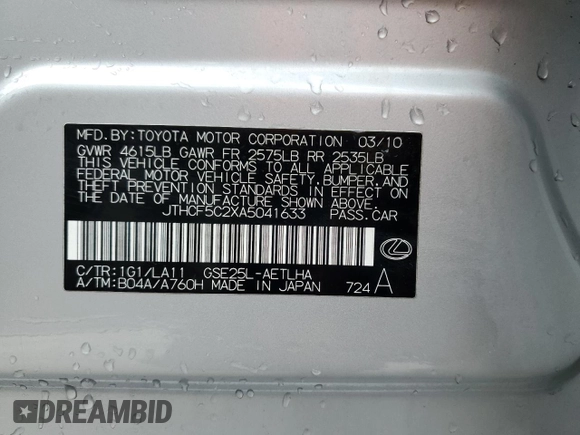 MFD.BY:TOYOTA MOTOR CORPORATION 03/10
GVWR 4615LB GAWR FR 2575LB RR 2535LB
THIS VEHICLE CONFORMS TO ALL APPLICABLE
FEDERAL MOTOR VEHICLE SAFETY,BUMPER,AND
THEFT PREVENTION STANDARDS IN EFFECT ON
THE DATE OF MANUFACTURE SHOWN ABOVE.
JTHCF5C2XA5041633 PASS.CAR
C/TR:1G1/LA11 GSE25L-AETLHA
A/TM:B04A/A760H MADE IN JAPAN 724 A
DREAMBID